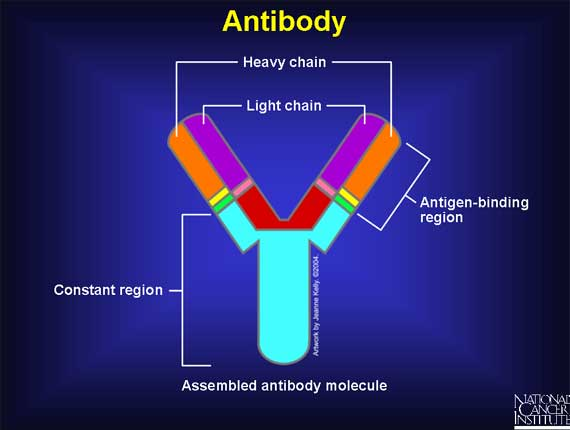 Antibody
Heavy chain
Light chain
Antigen-binding
region
Constant region
Artwork by Jeanne Kelly. ©2004.
Assembled antibody molecule
NATIONAL
CANCER
INSTITUTE